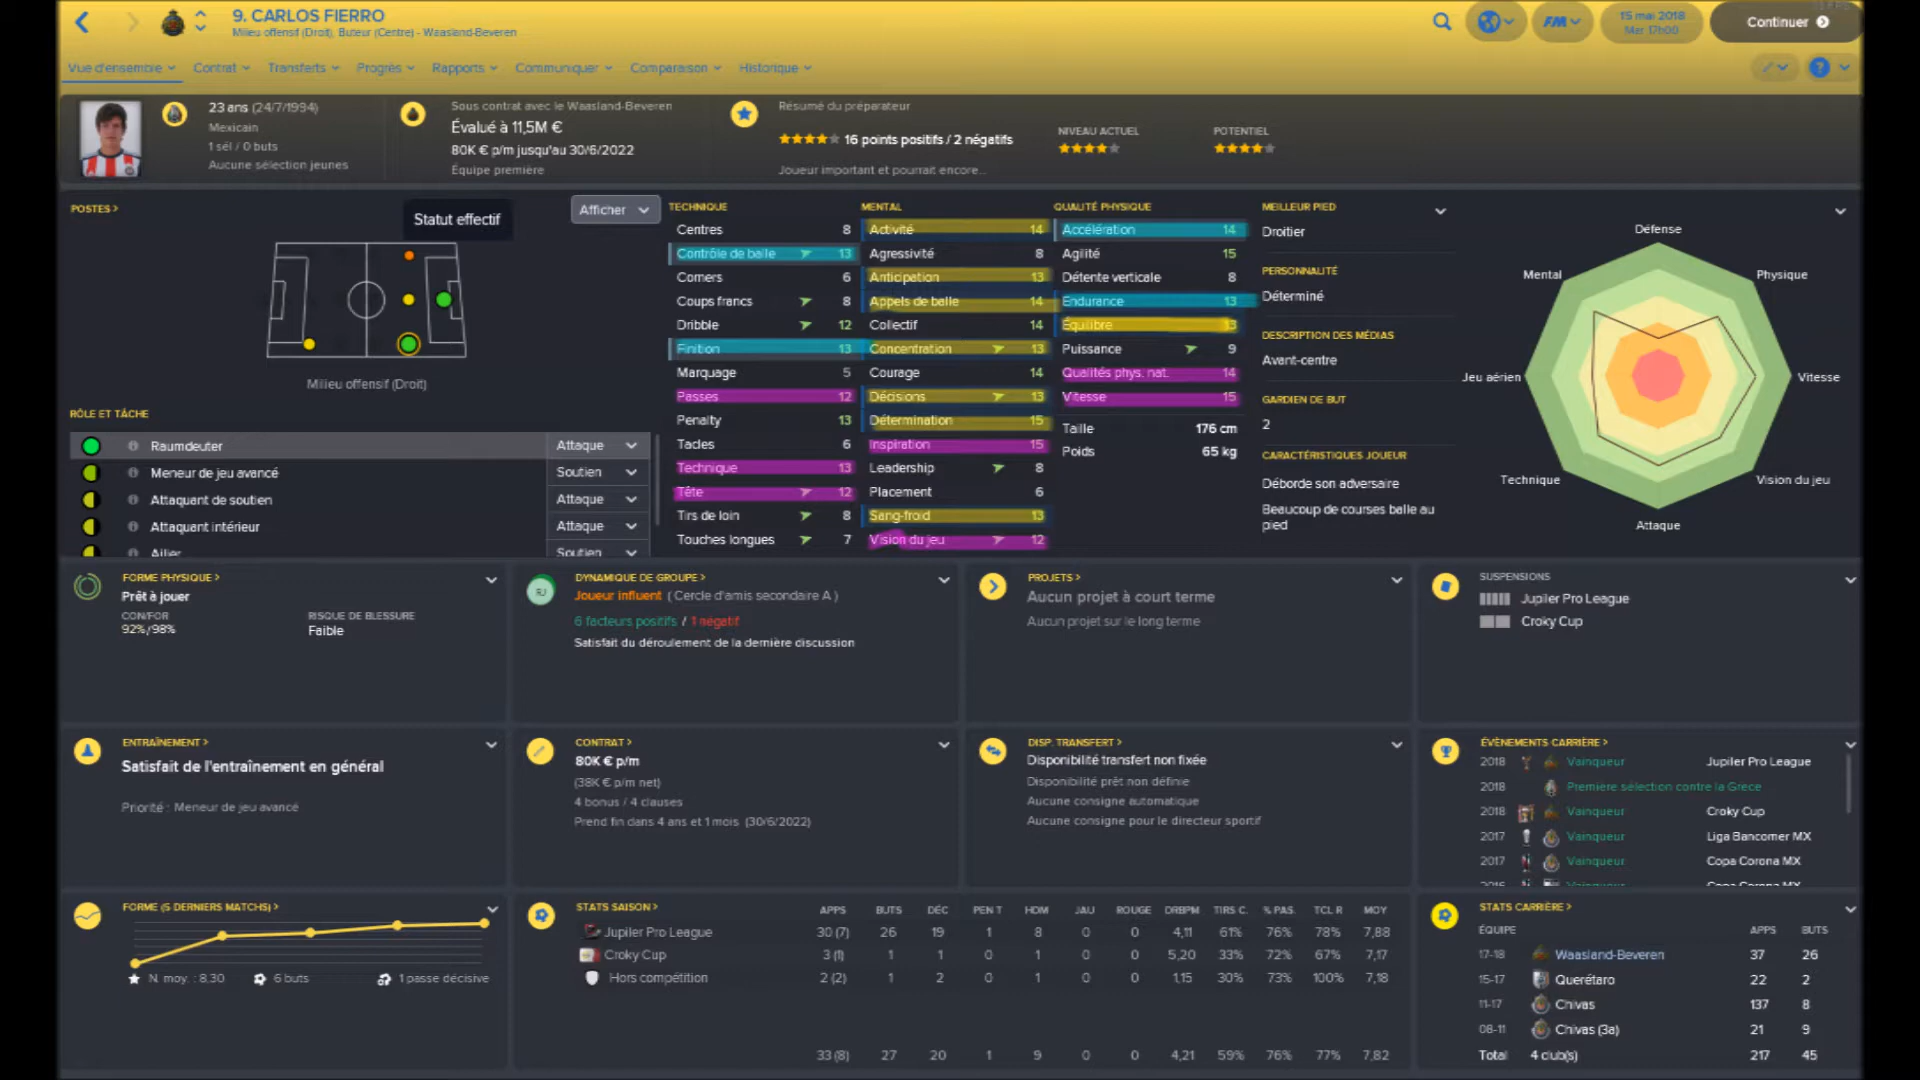 9. CARLOS FIERRO
Milieu offensif (Droit), Buteur (Centre) - Waasland-Beveren
FM
15 mai 2018
Mar 17h00
Continuer
Vue d'ensemble Contrat Transferts Progrès Rapports Communiquer Comparaison Historique
?
23 ans (24/7/1994)
Mexicain
1 sél / 0 buts
Aucune sélection jeunes
Sous contrat avec le Waasland-Beveren
Évalué à 11,5M €
80K € p/m jusqu'au 30/6/2022
Équipe première
Résumé du préparateur
16 points positifs / 2 négatifs
Joueur important et pourrait encore...
NIVEAU ACTUEL
POTENTIEL
POSTES >
Statut effectif
Afficher
Milieu offensif (Droit)
RÔLE ET TÂCHE
Raumdeuter Attaque
Meneur de jeu avancé Soutien
Attaquant de soutien Attaque
Attaquant intérieur Attaque
Ailier Soutien
TECHNIQUE
Centres 8
Contrôle de balle 13
Corners 6
Coups francs 8
Dribble 12
Finition 13
Marquage 5
Passes 12
Penalty 13
Tacles 6
Technique 13
Tête 12
Tirs de loin 8
Touches longues 7
MENTAL
Activité 14
Agressivité 8
Anticipation 13
Appels de balle 14
Collectif 14
Concentration 13
Courage 14
Décisions 13
Détermination 15
Inspiration 15
Leadership 8
Placement 6
Sang-froid 13
Vision du jeu 12
QUALITÉ PHYSIQUE
Accélération 14
Agilité 15
Détente verticale 8
Endurance 13
Équilibre 13
Puissance 9
Qualités phys. nat. 14
Vitesse 15
Taille 176 cm
Poids 65 kg
MEILLEUR PIED
Droitier
PERSONNALITÉ
Déterminé
DESCRIPTION DES MÉDIAS
Avant-centre
GARDIEN DE BUT
2
CARACTÉRISTIQUES JOUEUR
Déborde son adversaire
Beaucoup de courses balle au
pied
Défense
Mental
Physique
Jeu aérien
Vitesse
Technique
Vision du jeu
Attaque
FORME PHYSIQUE >
Prêt à jouer
CON/FOR
92%/98%
RISQUE DE BLESSURE
Faible
DYNAMIQUE DE GROUPE >
Joueur influent ( Cercle d'amis secondaire A )
6 facteurs positifs / 1 négatif
Satisfait du déroulement de la dernière discussion
PROJETS >
Aucun projet à court terme
Aucun projet sur le long terme
SUSPENSIONS
Jupiler Pro League
Croky Cup
ENTRAÎNEMENT >
Satisfait de l'entraînement en général
Priorité : Meneur de jeu avancé
CONTRAT >
80K € p/m
(38K € p/m net)
4 bonus / 4 clauses
Prend fin dans 4 ans et 1 mois (30/6/2022)
DISP. TRANSFERT >
Disponibilité transfert non fixée
Disponibilité prêt non définie
Aucune consigne automatique
Aucune consigne pour le directeur sportif
ÉVÈNEMENTS CARRIÈRE >
2018 Vainqueur Jupiler Pro League
2018 Première sélection contre la Grèce
2018 Vainqueur Croky Cup
2017 Vainqueur Liga Bancomer MX
2017 Vainqueur Copa Corona MX
2016 Vainqueur Copa Corona MX
FORME (5 DERNIERS MATCHS) >
N. moy. : 8,30 6 buts 1 passe décisive
STATS SAISON >
APPS BUTS DÉC PEN T HDM JAU ROUGE DRBPM TIRS C. % PAS. TCL R MOY
Jupiler Pro League 30 (7) 26 19 1 8 0 0 4,11 61% 76% 78% 7,88
Croky Cup 3 (1) 1 1 0 1 0 0 5,20 33% 72% 67% 7,17
Hors compétition 2 (2) 1 2 0 1 0 0 1,15 30% 73% 100% 7,18
33 (8) 27 20 1 9 0 0 4,21 59% 76% 77% 7,82
STATS CARRIÈRE >
ÉQUIPE APPS BUTS
17-18 Waasland-Beveren 37 26
15-17 Querétaro 22 2
11-17 Chivas 137 8
08-11 Chivas (3a) 21 9
Total 4 club(s) 217 45